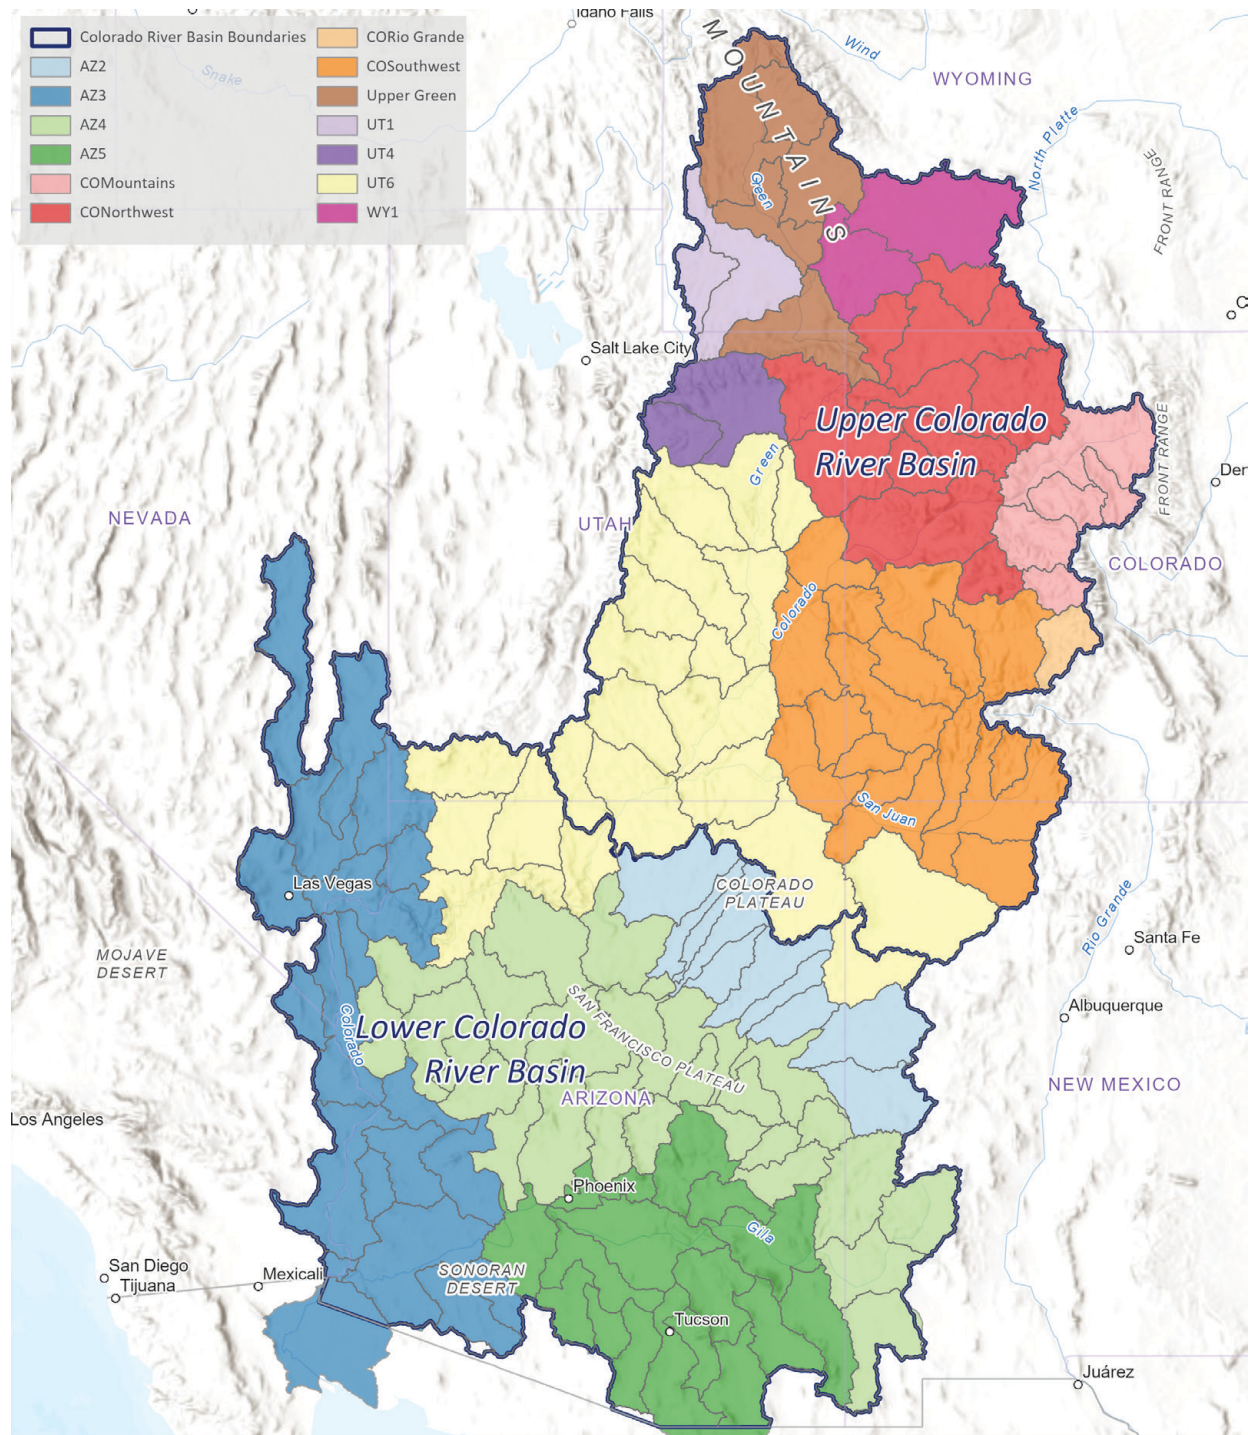 Idaho Falls
Colorado River Basin Boundaries
AZ2
AZ3
AZ4
AZ5
COMountains
CONorthwest
CORio Grande
COSouthwest
Upper Green
UT1
UT4
UT6
WY1
Snake
MOUNTAINS
Wind
WYOMING
North Platte
FRONT RANGE
Green
Salt Lake City
Upper Colorado
River Basin
FRONT RANGE
Green
NEVADA
UTAH
COLORADO
Colorado
San Juan
Las Vegas
COLORADO
PLATEAU
Rio Grande
Santa Fe
MOJAVE
DESERT
Albuquerque
Colorado
Lower Colorado
River Basin
SAN FRANCISCO PLATEAU
ARIZONA
NEW MEXICO
Los Angeles
Phoenix
Gila
San Diego
Tijuana
Mexicali
SONORAN
DESERT
Tucson
Juárez